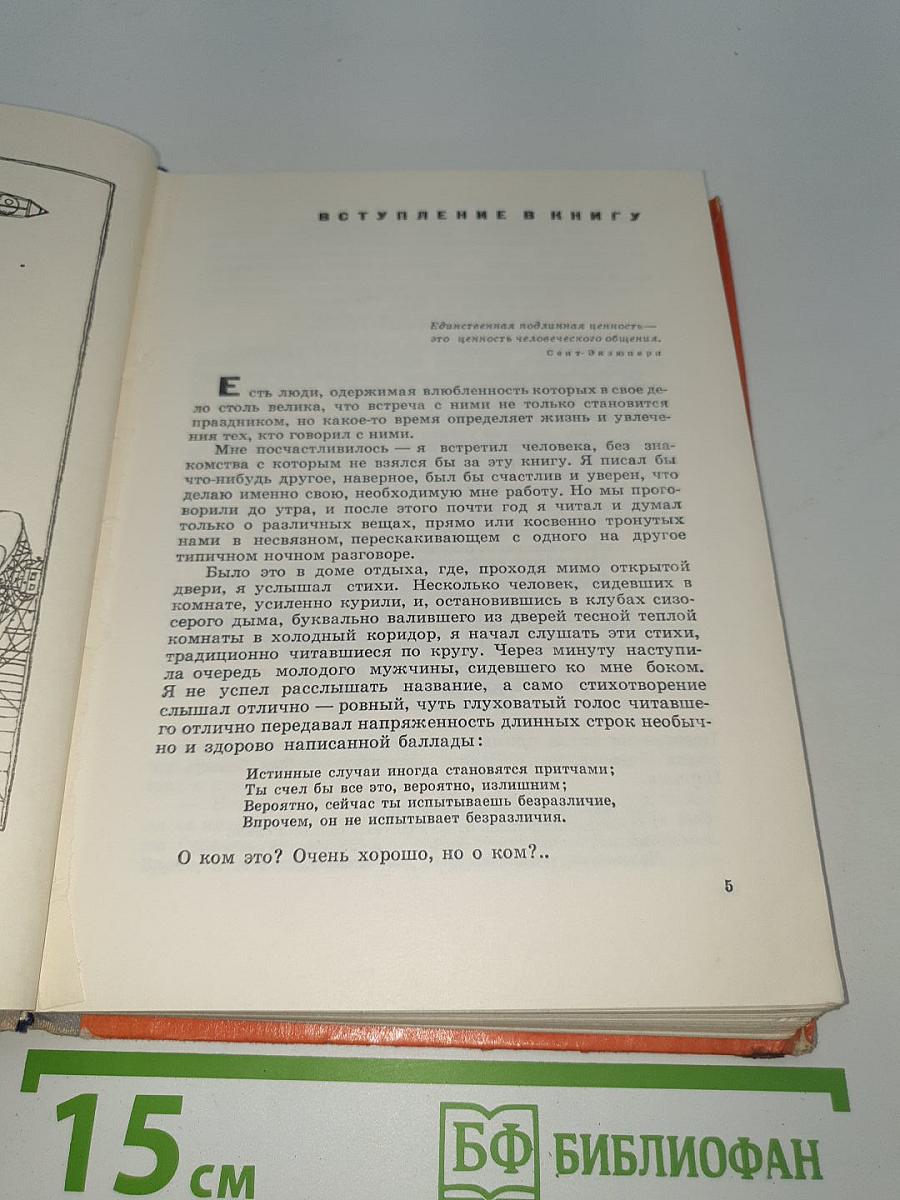 ВСТУПЛЕНИЕ В КНИГУ
Единственная подлинная ценность—
это ценность человеческого общения.
Сент-Экзюпери
Есть люди, одержимая влюбленность которых в свое де-
ло столь велика, что встреча с ними не только становится
праздником, но какое-то время определяет жизнь и увлече-
ния тех, кто говорил с ними.
Мне посчастливилось — я встретил человека, без зна-
комства с которым не взялся бы за эту книгу. Я писал бы
что-нибудь другое, наверное, был бы счастлив и уверен, что
делаю именно свою, необходимую мне работу. Но мы прого-
ворили до утра, и после этого почти год я читал и думал
только о различных вещах, прямо или косвенно тронутых
нами в несвязном, перескакивающем с одного на другое
типичном ночном разговоре.
Было это в доме отдыха, где, проходя мимо открытой
двери, я услышал стихи. Несколько человек, сидевших в
комнате, усиленно курили, и, остановившись в клубах сизо-
серого дыма, буквально валившего из дверей тесной теплой
комнаты в холодный коридор, я начал слушать эти стихи,
традиционно читавшиеся по кругу. Через минуту наступи-
ла очередь молодого мужчины, сидевшего ко мне боком.
Я не успел расслышать название, а само стихотворение
слышал отлично — ровный, чуть глуховатый голос читавше-
го отлично передавал напряженность длинных строк необыч-
но и здорово написанной баллады:
Истинные случаи иногда становятся притчами;
Ты счел бы все это, вероятно, излишним;
Вероятно, сейчас ты испытываешь безразличие,
Впрочем, он не испытывает безразличия.
О ком это? Очень хорошо, но о ком?..
5
15 см
БФ БИБЛИОФАН